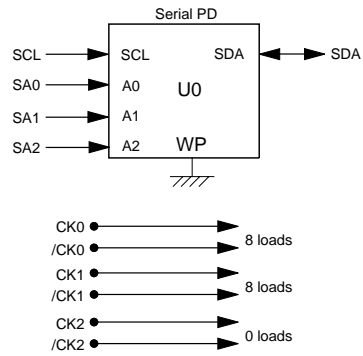 Serial PD
SCL SCL SDA SDA
SA0 A0
U0
SA1 A1
SA2 A2 WP
CK0
/CK0 8 loads
CK1
/CK1 8 loads
CK2
/CK2 0 loads